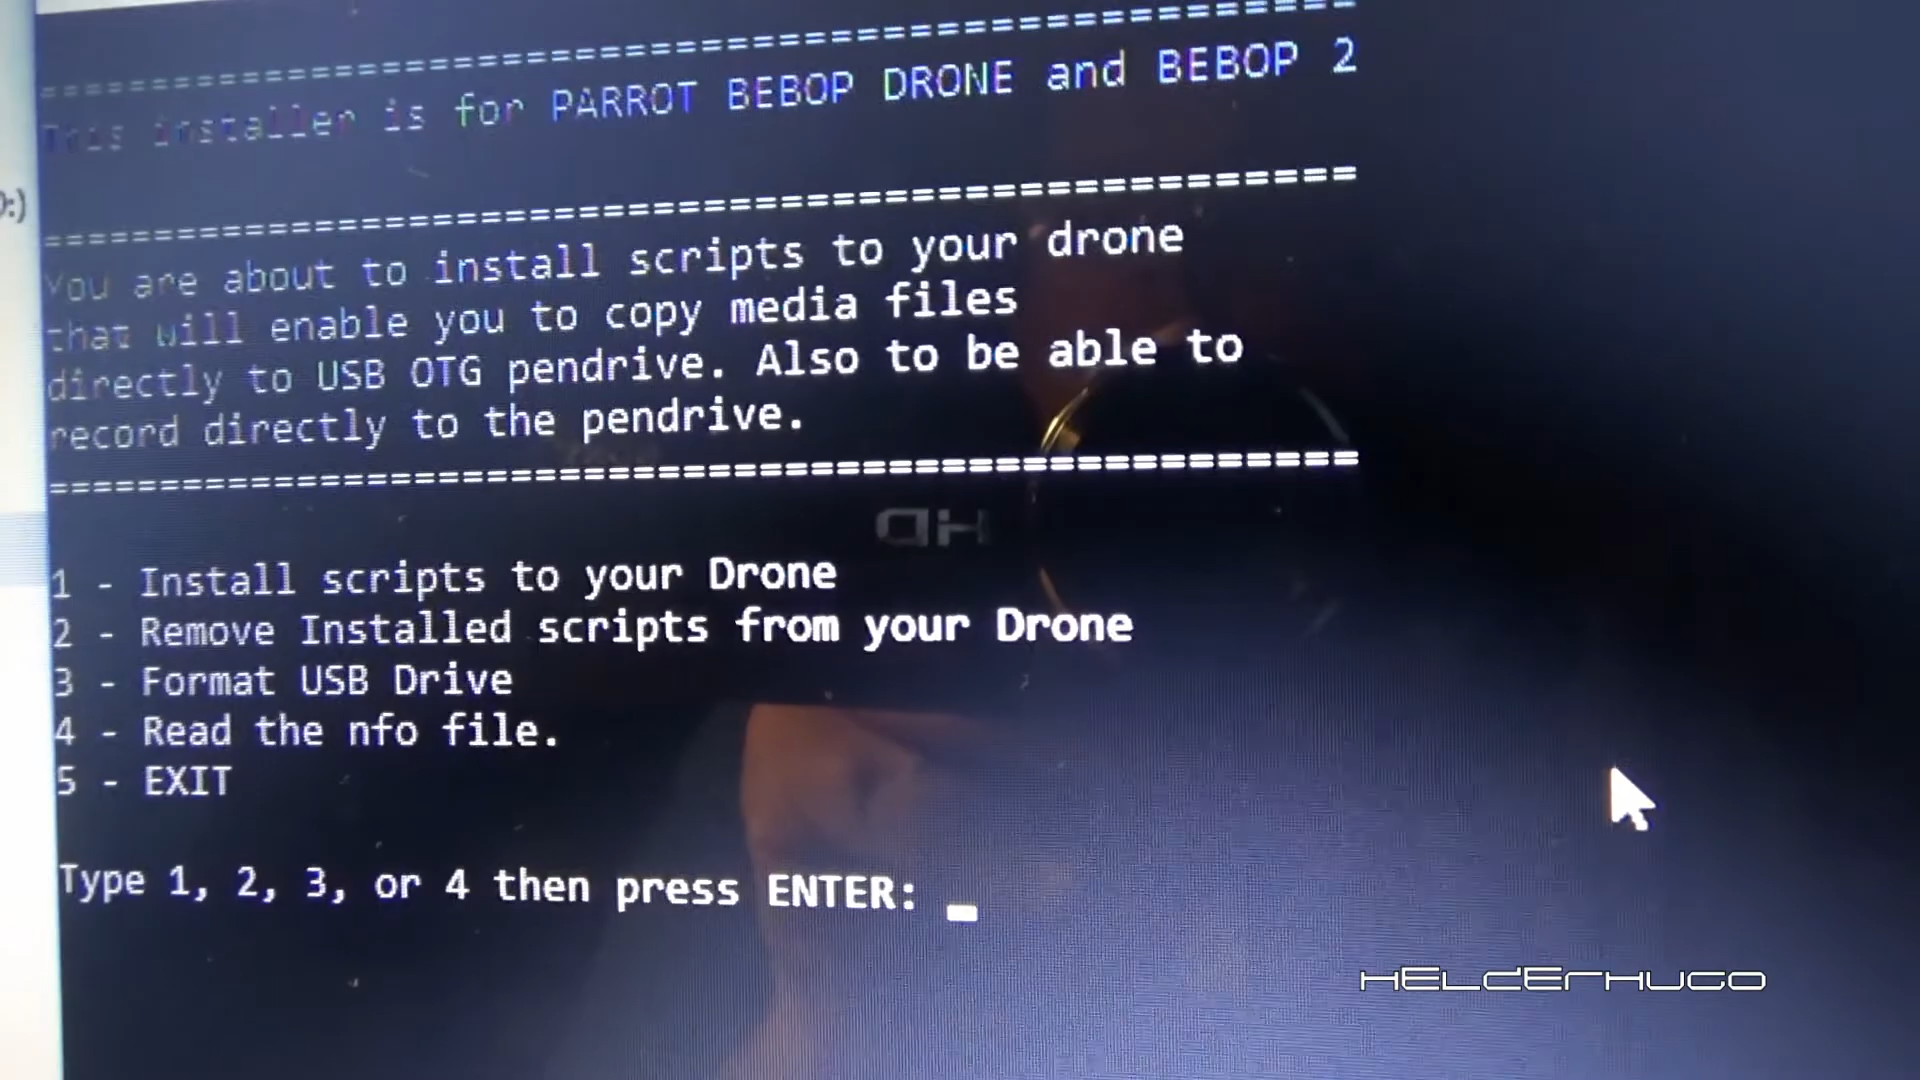 ========================================================
This installer is for PARROT BEBOP DRONE and BEBOP 2
========================================================
You are about to install scripts to your drone
that will enable you to copy media files
directly to USB OTG pendrive. Also to be able to
record directly to the pendrive.
========================================================
1 - Install scripts to your Drone
2 - Remove Installed scripts from your Drone
3 - Format USB Drive
4 - Read the nfo file.
5 - EXIT
Type 1, 2, 3, or 4 then press ENTER: _
HELDERHUGO